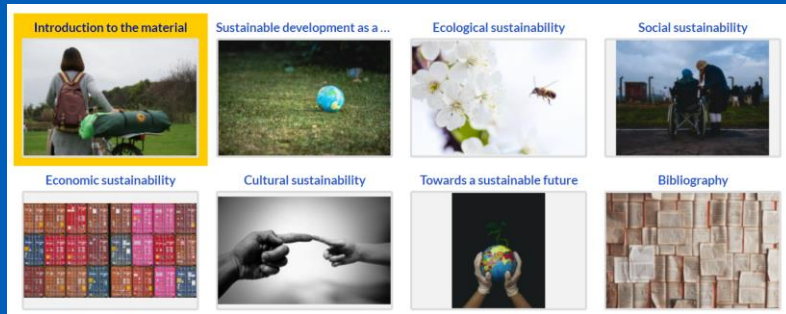 Introduction to the material
Sustainable development as a ...
Ecological sustainability
Social sustainability
Economic sustainability
Cultural sustainability
Towards a sustainable future
Bibliography